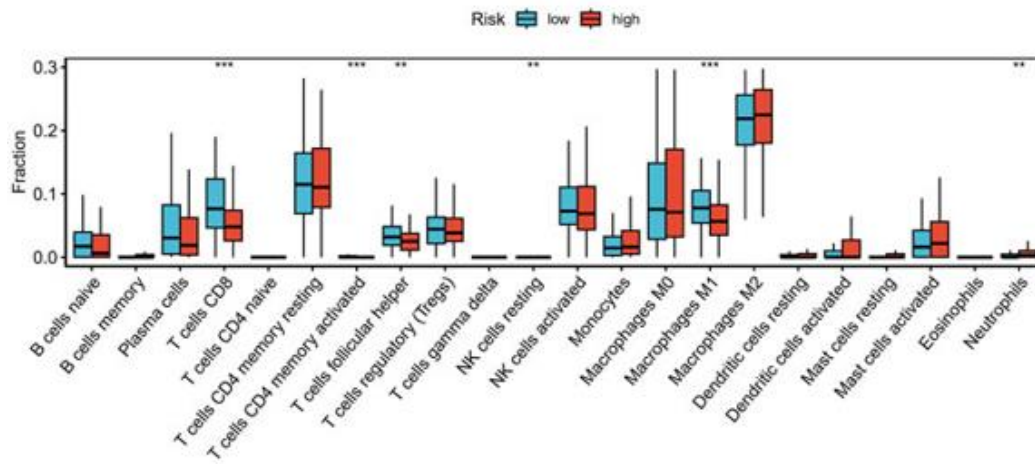 Risk low high
*** *** ** ** *** **
0.3
0.2
0.1
0.0
Fraction
B cells naive
B cells memory
Plasma cells
T cells CD8
T cells CD4 naive
T cells CD4 memory resting
T cells CD4 memory activated
T cells follicular helper
T cells regulatory (Tregs)
T cells gamma delta
NK cells resting
NK cells activated
Monocytes
Macrophages M0
Macrophages M1
Macrophages M2
Dendritic cells resting
Dendritic cells activated
Mast cells resting
Mast cells activated
Eosinophils
Neutrophils